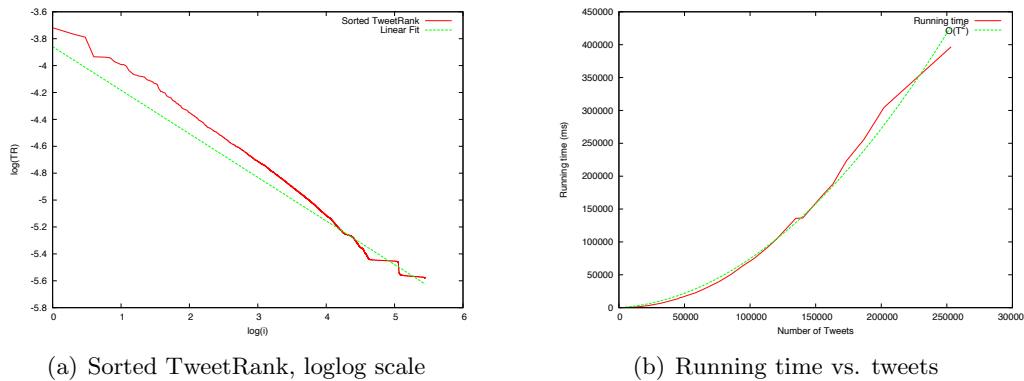 Sorted TweetRank
Linear Fit
-3.6
-3.8
-4
-4.2
-4.4
-4.6
-4.8
-5
-5.2
-5.4
-5.6
-5.8
log(TR)
0 1 2 3 4 5 6
log(i)
(a) Sorted TweetRank, loglog scale
Running time
O(T²)
450000
400000
350000
300000
250000
200000
150000
100000
50000
0
Running time (ms)
0 50000 100000 150000 200000 250000 300000
Number of Tweets
(b) Running time vs. tweets